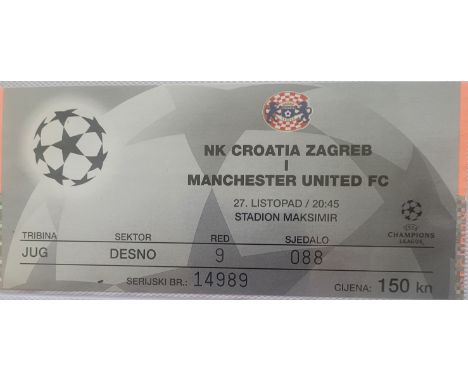 NK CROATIA ZAGREB
I
MANCHESTER UNITED FC
27. LISTOPAD / 20:45
STADION MAKSIMIR
UEFA
CHAMPIONS
LEAGUE
TRIBINA SEKTOR RED SJEDALO
JUG DESNO 9 088
SERIJSKI BR.: 14989 CIJENA: 150 kn